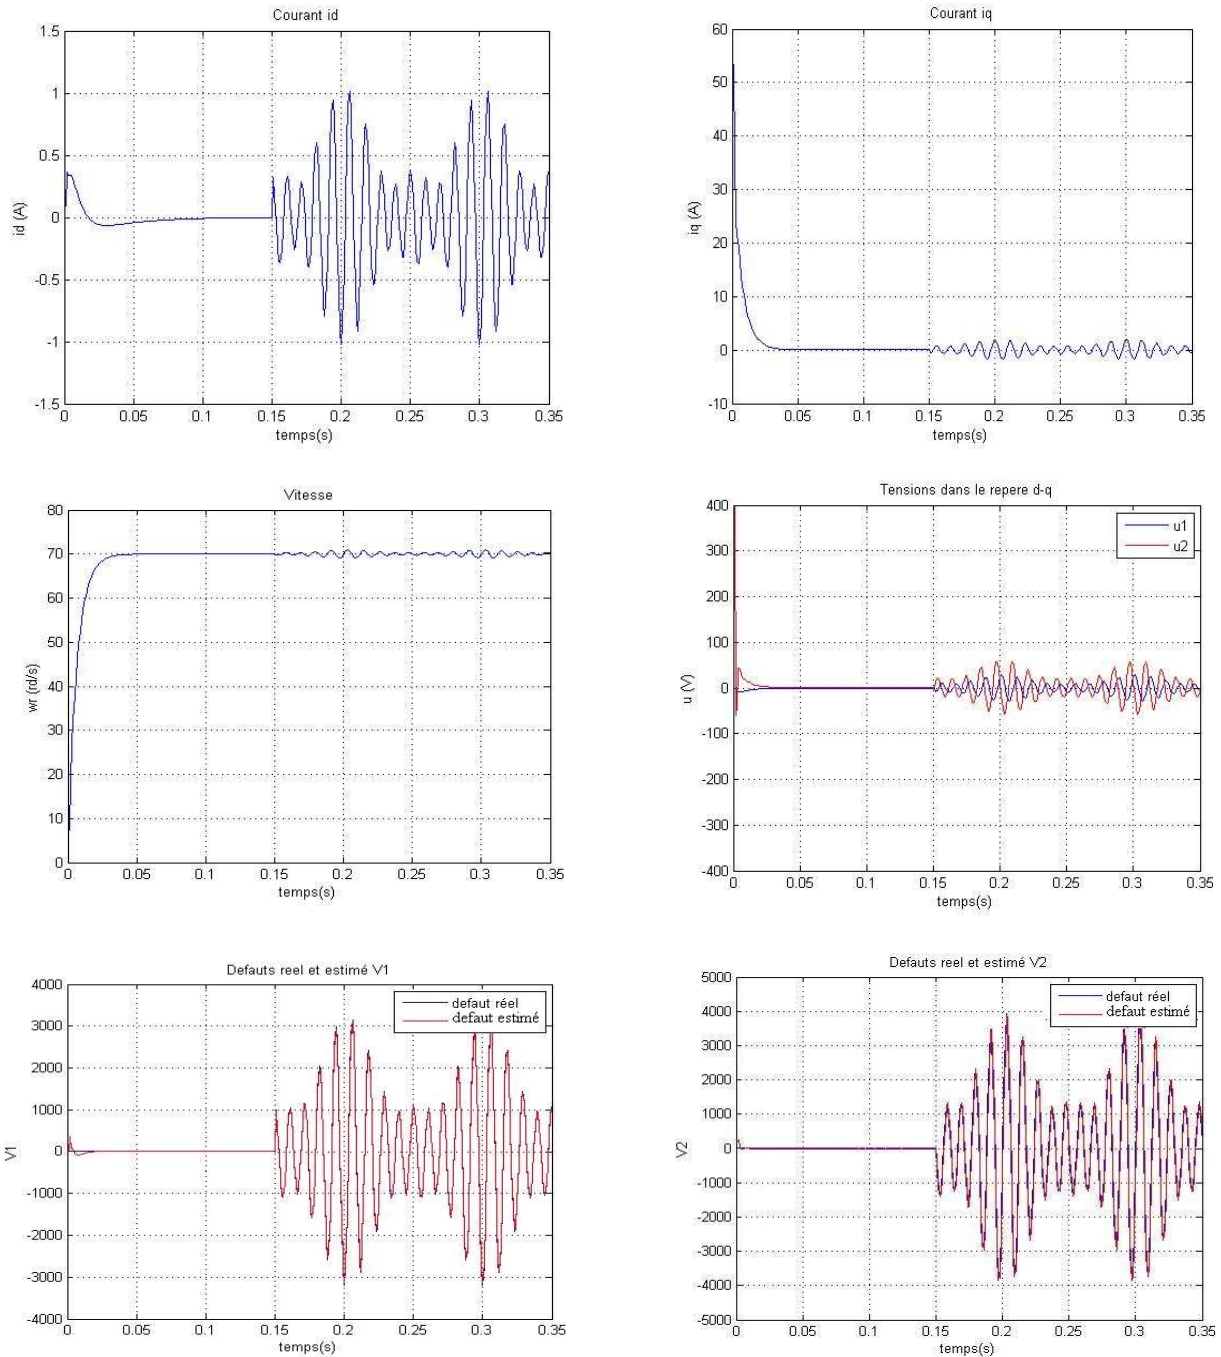 Courant id
1.5
1
0.5
0
-0.5
-1
-1.5
id (A)
0 0.05 0.1 0.15 0.2 0.25 0.3 0.35
temps(s)
Courant iq
60
50
40
30
20
10
0
-10
iq (A)
0 0.05 0.1 0.15 0.2 0.25 0.3 0.35
temps(s)
Vitesse
80
70
60
50
40
30
20
10
0
wr (rd/s)
0 0.05 0.1 0.15 0.2 0.25 0.3 0.35
temps(s)
Tensions dans le repere d-q
400
300
200
100
0
-100
-200
-300
-400
u (V)
u1
u2
0 0.05 0.1 0.15 0.2 0.25 0.3 0.35
temps(s)
Defauts reel et estimé V1
4000
3000
2000
1000
0
-1000
-2000
-3000
-4000
V1
defaut réel
defaut estimé
0 0.05 0.1 0.15 0.2 0.25 0.3 0.35
temps(s)
Defauts reel et estimé V2
5000
4000
3000
2000
1000
0
-1000
-2000
-3000
-4000
-5000
V2
defaut réel
defaut estimé
0 0.05 0.1 0.15 0.2 0.25 0.3 0.35
temps(s)